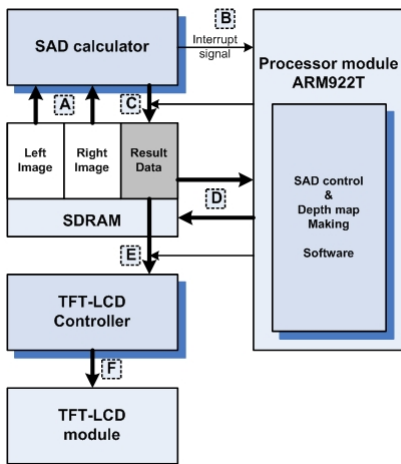 B
SAD calculator
Interrupt
signal
Processor module
ARM922T
A
C
Left
Image
Right
Image
Result
Data
SDRAM
D
SAD control
&
Depth map
Making
Software
E
TFT-LCD
Controller
F
TFT-LCD
module